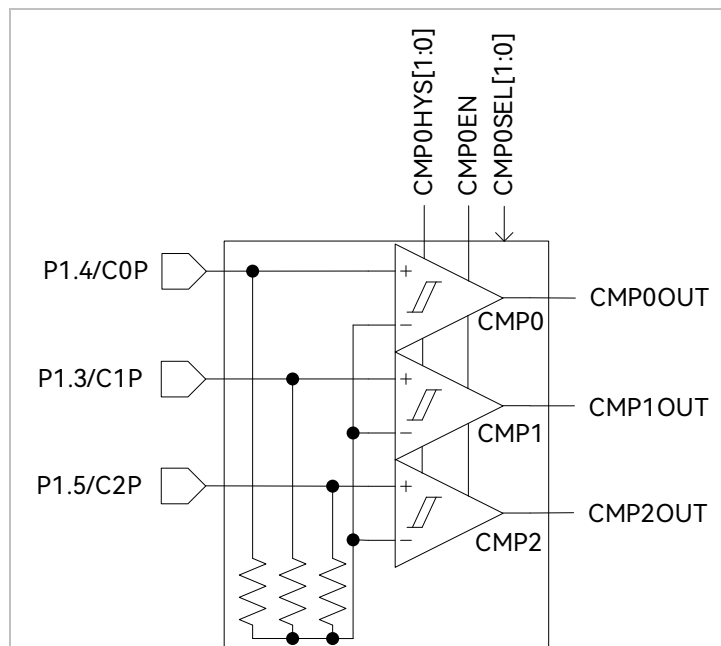 CMP0HYS[1:0]
CMP0EN
CMP0SEL[1:0]
P1.4/C0P
+
−
CMP0
CMP0OUT
P1.3/C1P
+
−
CMP1
CMP1OUT
P1.5/C2P
+
−
CMP2
CMP2OUT